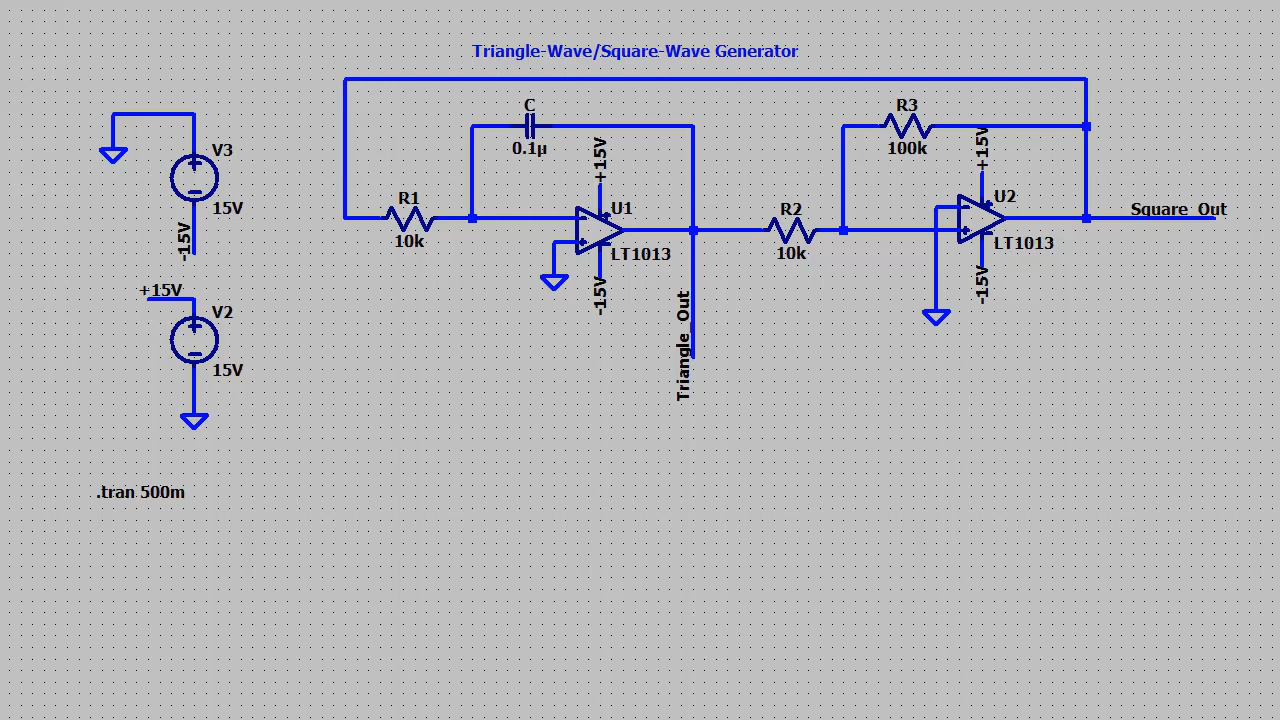 Triangle-Wave/Square-Wave Generator
C
0.1µ
R3
100k
+15V
+15V
V3
15V
-15V
R1
10k
U1
LT1013
-15V
R2
10k
U2
LT1013
-15V
Square_Out
Triangle_Out
+15V
V2
15V
.tran 500m